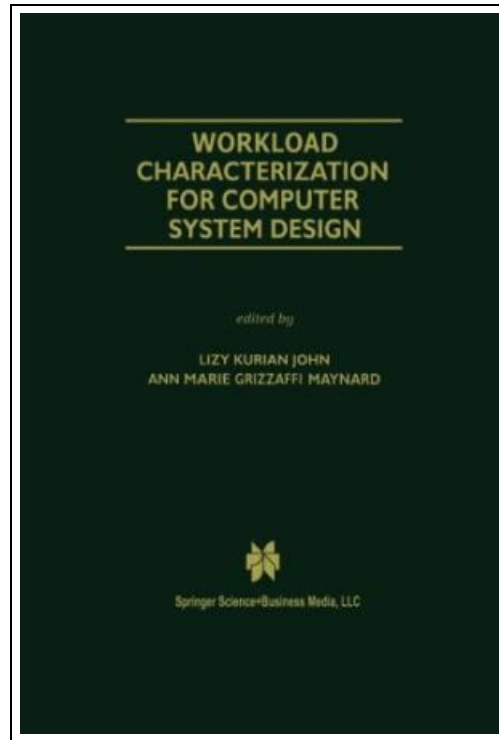 WORKLOAD
CHARACTERIZATION
FOR COMPUTER
SYSTEM DESIGN
edited by
LIZY KURIAN JOHN
ANN MARIE GRIZZAFFI MAYNARD
Springer Science+Business Media, LLC